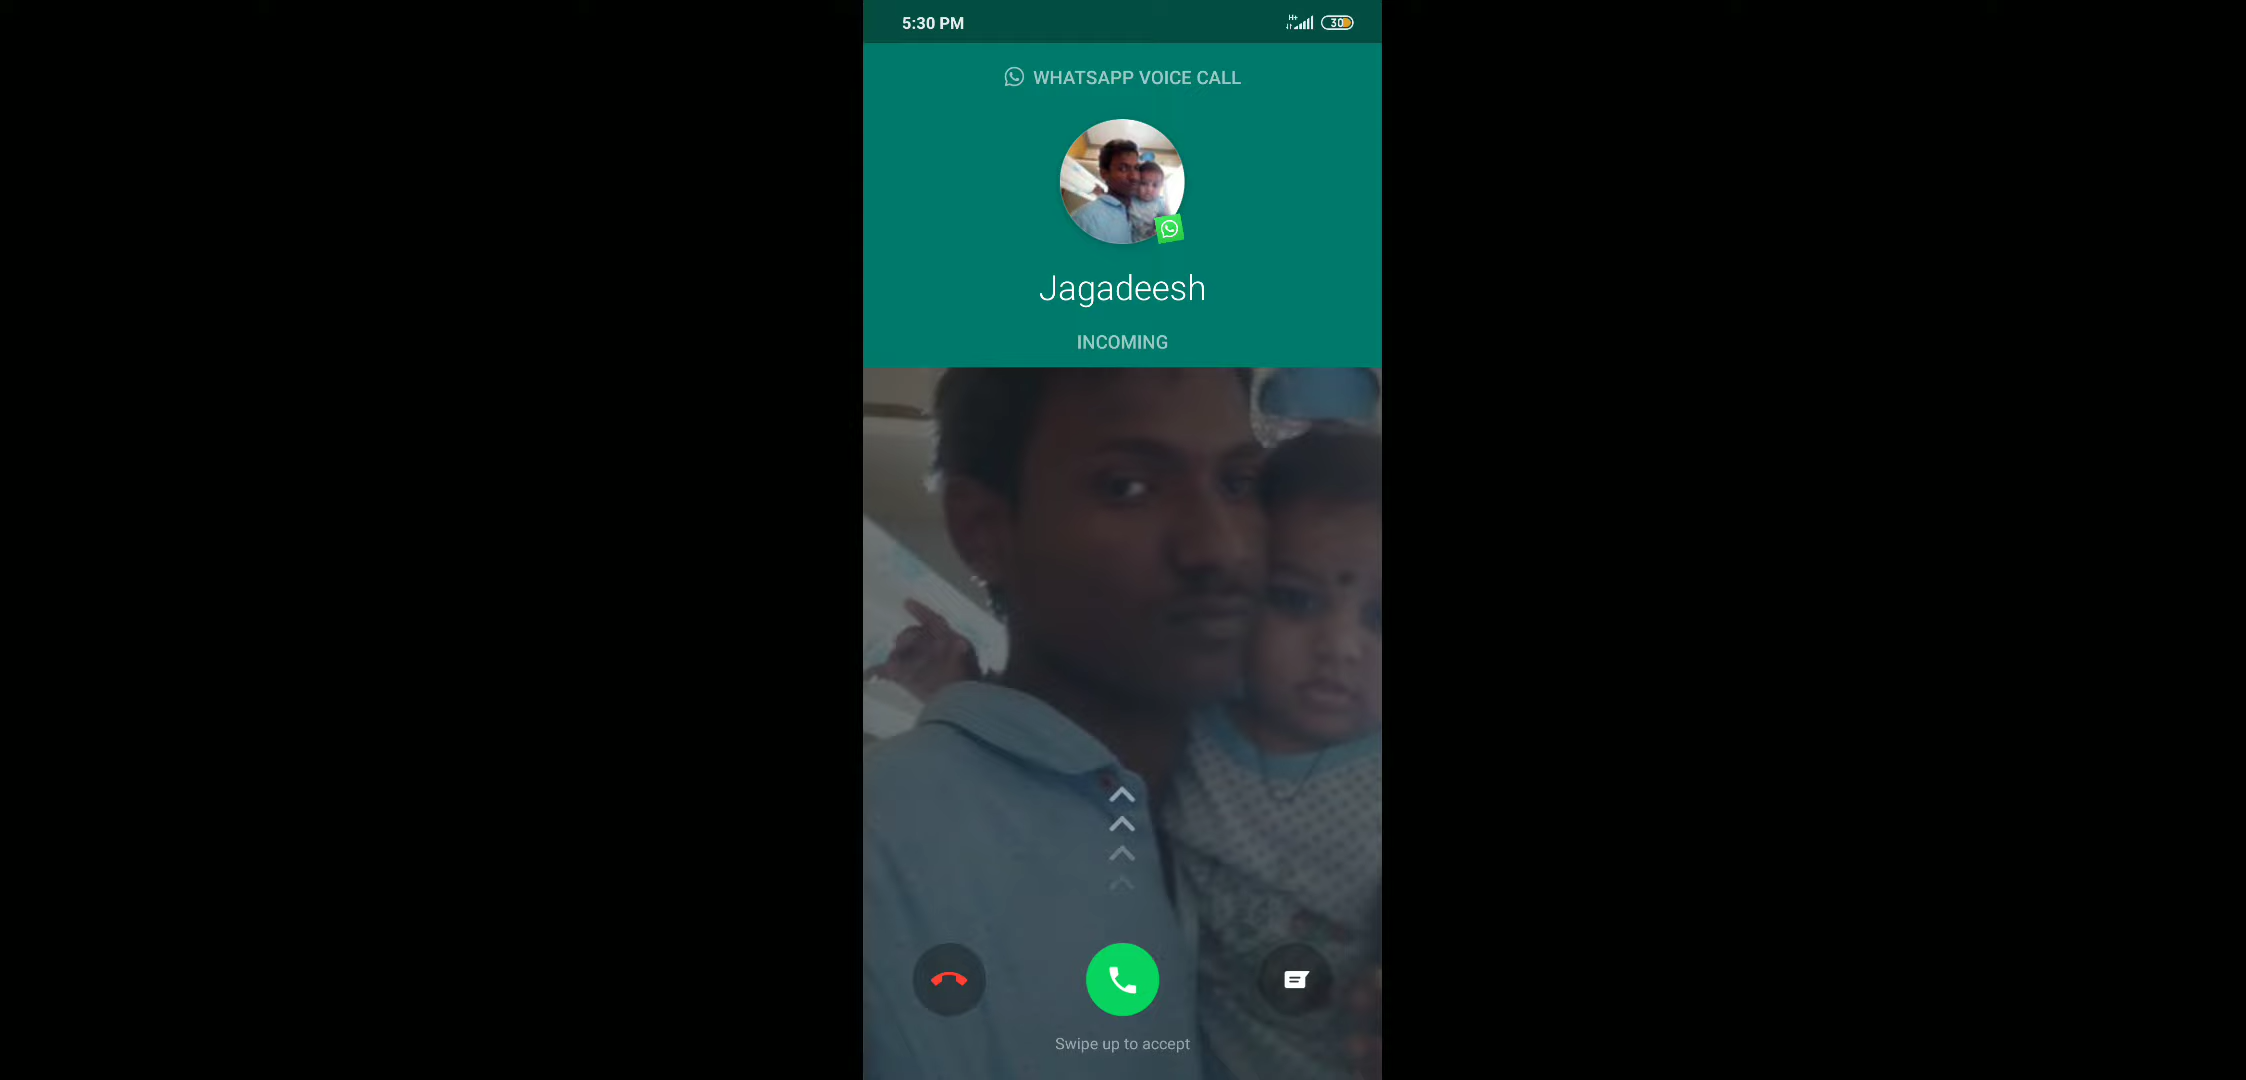 5:30 PM
H+
30
WHATSAPP VOICE CALL
Jagadeesh
INCOMING
Swipe up to accept